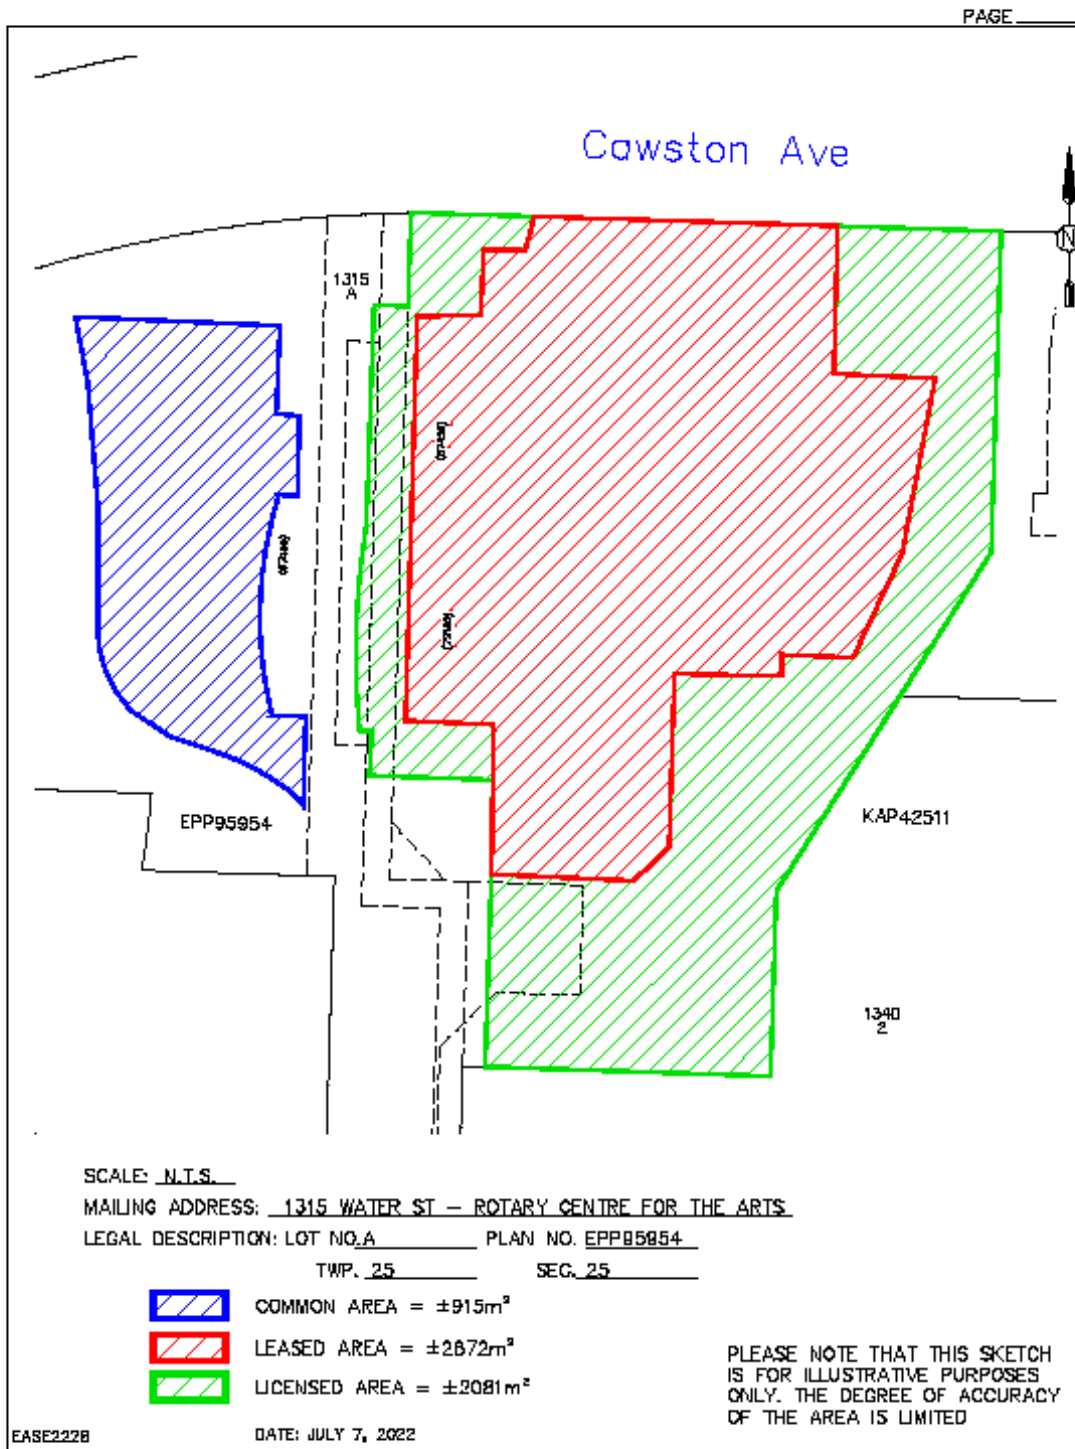 PAGE
Cawston Ave
N
1315
A
EPP95954
KAP42511
1340
2
SCALE: N.T.S.
MAILING ADDRESS: 1315 WATER ST – ROTARY CENTRE FOR THE ARTS
LEGAL DESCRIPTION: LOT NO. A PLAN NO. EPP95954
TWP. 25 SEC. 25
COMMON AREA = ±915m²
LEASED AREA = ±2672m²
LICENSED AREA = ±2081m²
PLEASE NOTE THAT THIS SKETCH
IS FOR ILLUSTRATIVE PURPOSES
ONLY. THE DEGREE OF ACCURACY
OF THE AREA IS LIMITED
EASE2228
DATE: JULY 7, 2022